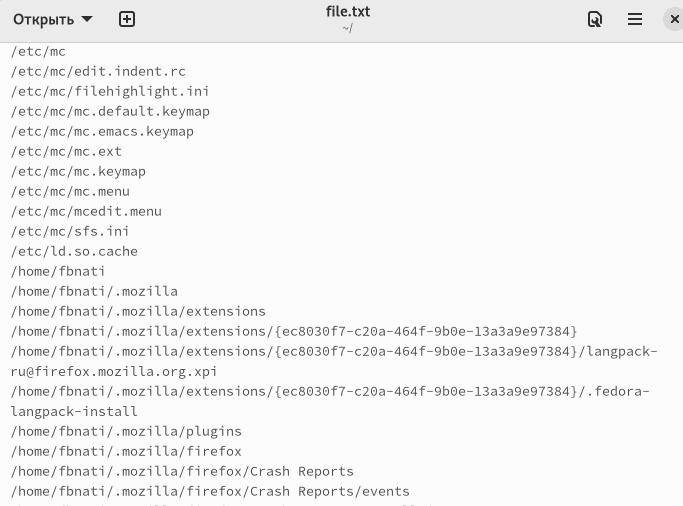 Открыть
file.txt
~/
/etc/mc
/etc/mc/edit.indent.rc
/etc/mc/filehighlight.ini
/etc/mc/mc.default.keymap
/etc/mc/mc.emacs.keymap
/etc/mc/mc.ext
/etc/mc/mc.keymap
/etc/mc/mc.menu
/etc/mc/mcedit.menu
/etc/mc/sfs.ini
/etc/ld.so.cache
/home/fbnati
/home/fbnati/.mozilla
/home/fbnati/.mozilla/extensions
/home/fbnati/.mozilla/extensions/{ec8030f7-c20a-464f-9b0e-13a3a9e97384}
/home/fbnati/.mozilla/extensions/{ec8030f7-c20a-464f-9b0e-13a3a9e97384}/langpack-
ru@firefox.mozilla.org.xpi
/home/fbnati/.mozilla/extensions/{ec8030f7-c20a-464f-9b0e-13a3a9e97384}/.fedora-
langpack-install
/home/fbnati/.mozilla/plugins
/home/fbnati/.mozilla/firefox
/home/fbnati/.mozilla/firefox/Crash Reports
/home/fbnati/.mozilla/firefox/Crash Reports/events